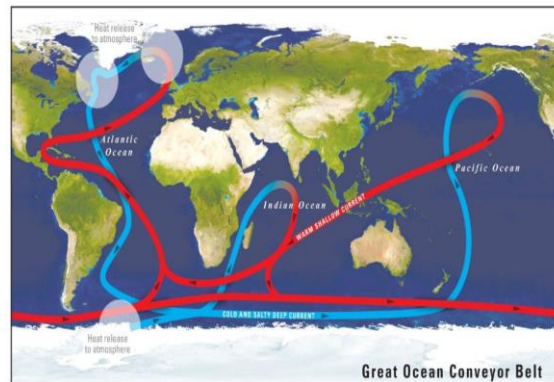 Heat release
to atmosphere
Atlantic
Ocean
Pacific Ocean
Indian Ocean
WARM SHALLOW CURRENT
COLD AND SALTY DEEP CURRENT
Heat release
to atmosphere
Great Ocean Conveyor Belt